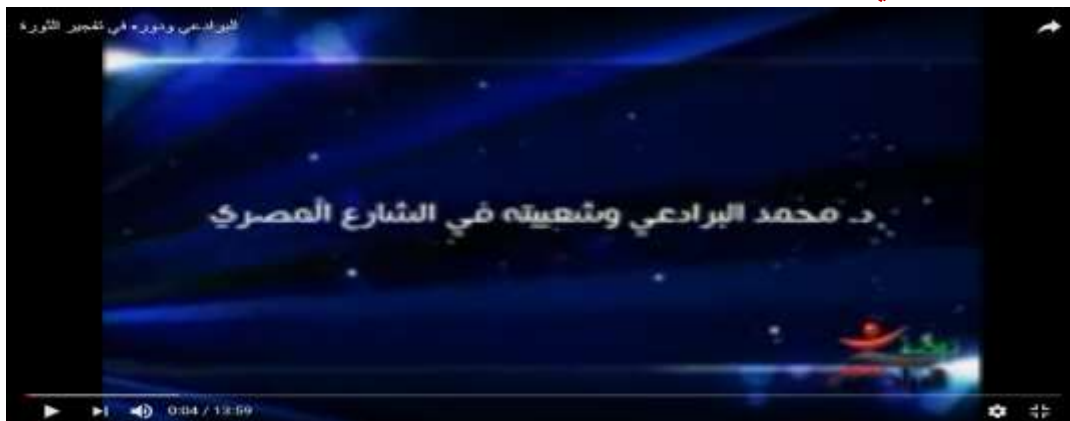 البرادعي ودوره في تفجير الثورة
د. محمد البرادعي وشعبيته في الشارع المصري
0:04 / 13:59